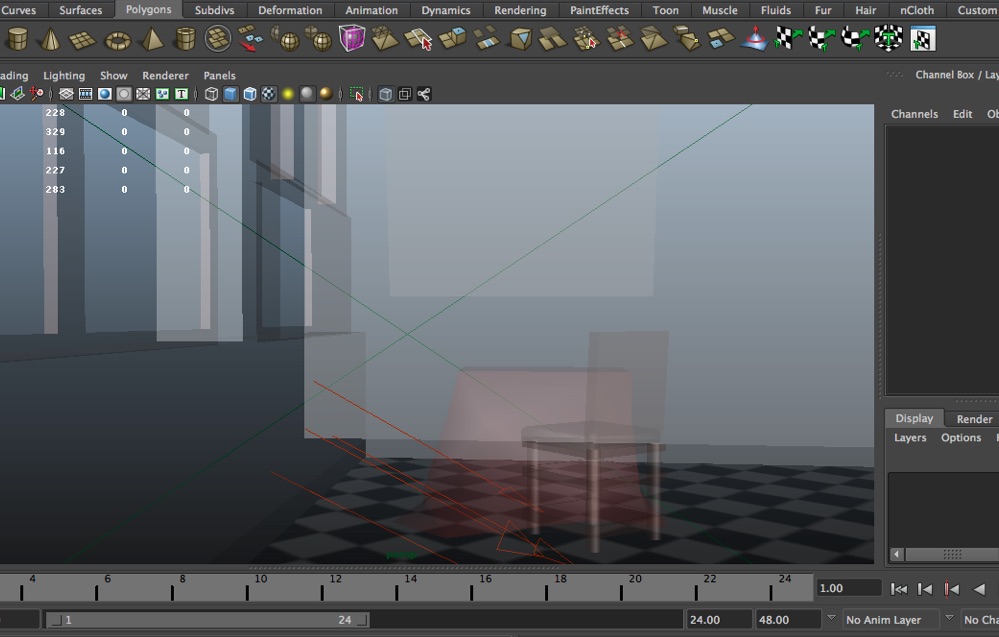 Curves Surfaces Polygons Subdivs Deformation Animation Dynamics Rendering PaintEffects Toon Muscle Fluids Fur Hair nCloth Custom
ading Lighting Show Renderer Panels
Channel Box / Lay
T
Channels Edit Ob
228 0 0
329 0 0
116 0 0
227 0 0
283 0 0
Display Render
Layers Options
4 6 8 10 12 14 16 18 20 22 24
1.00
1 24
24.00 48.00 No Anim Layer No Cha